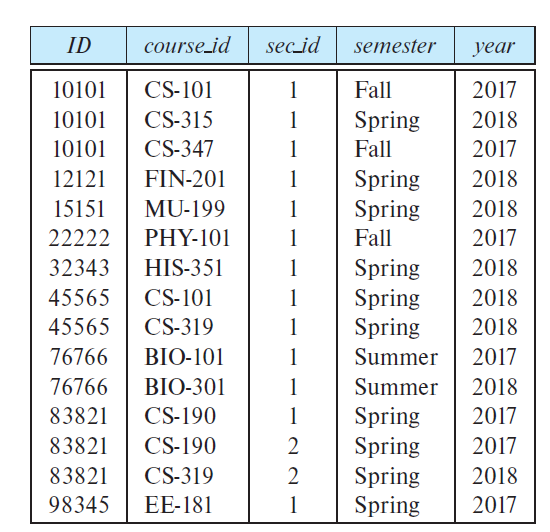 ID course_id sec_id semester year
10101 CS-101 1 Fall 2017
10101 CS-315 1 Spring 2018
10101 CS-347 1 Fall 2017
12121 FIN-201 1 Spring 2018
15151 MU-199 1 Spring 2018
22222 PHY-101 1 Fall 2017
32343 HIS-351 1 Spring 2018
45565 CS-101 1 Spring 2018
45565 CS-319 1 Spring 2018
76766 BIO-101 1 Summer 2017
76766 BIO-301 1 Summer 2018
83821 CS-190 1 Spring 2017
83821 CS-190 2 Spring 2017
83821 CS-319 2 Spring 2018
98345 EE-181 1 Spring 2017